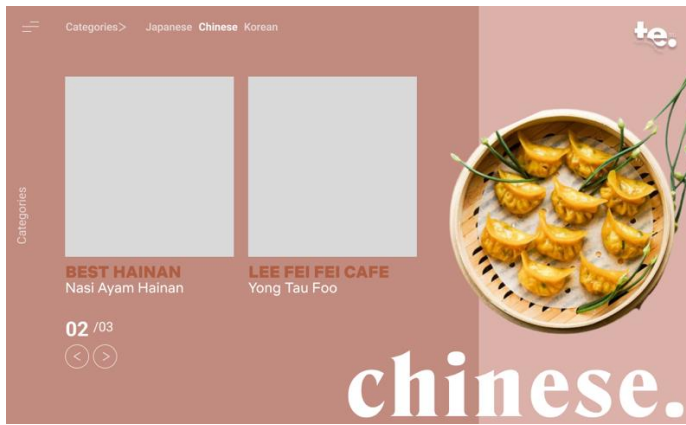 Categories> Japanese Chinese Korean
te.
Categories
BEST HAINAN
Nasi Ayam Hainan
LEE FEI FEI CAFE
Yong Tau Foo
02 /03
< >
chinese.